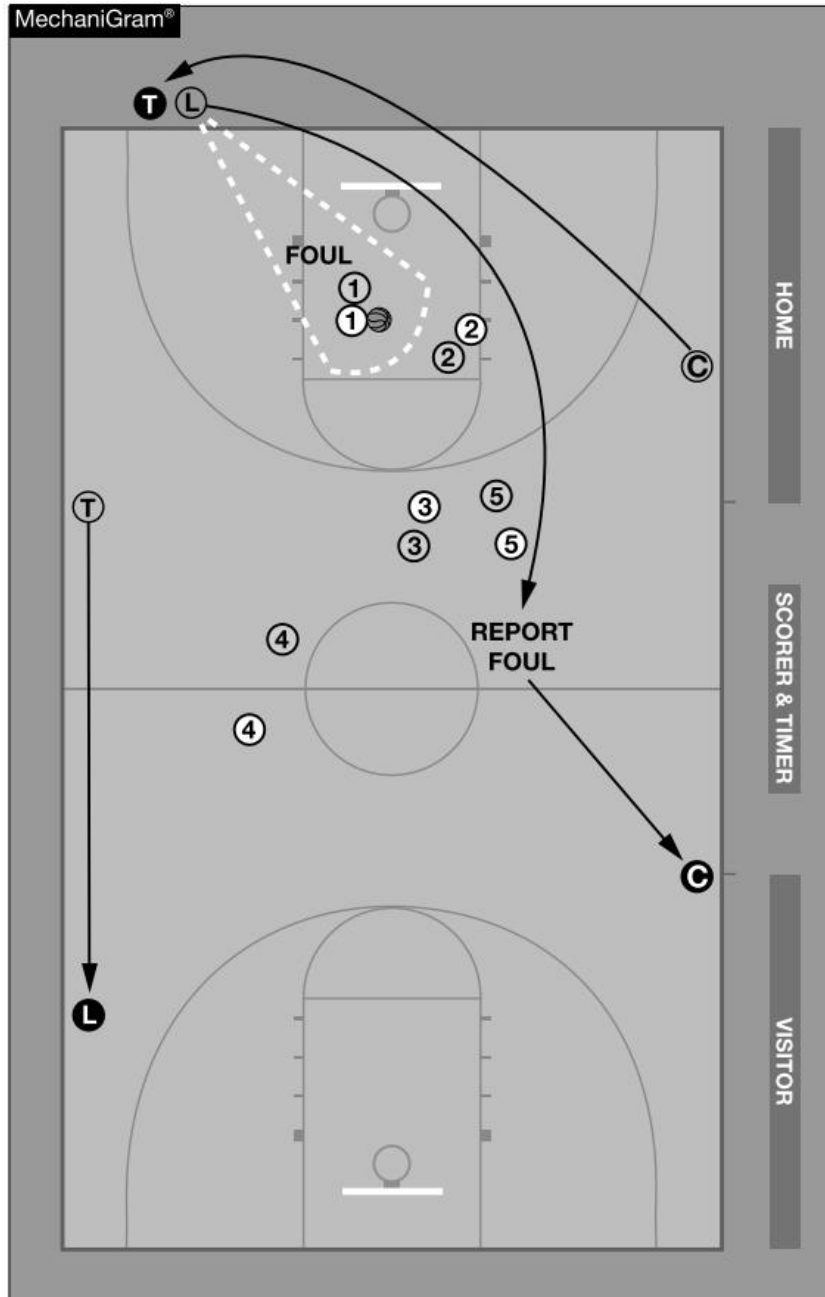 MechaniGram®
T L
FOUL
1
1
2
2
C
HOME
T
3
5
3
5
4
REPORT
FOUL
SCORER & TIMER
4
C
L
VISITOR